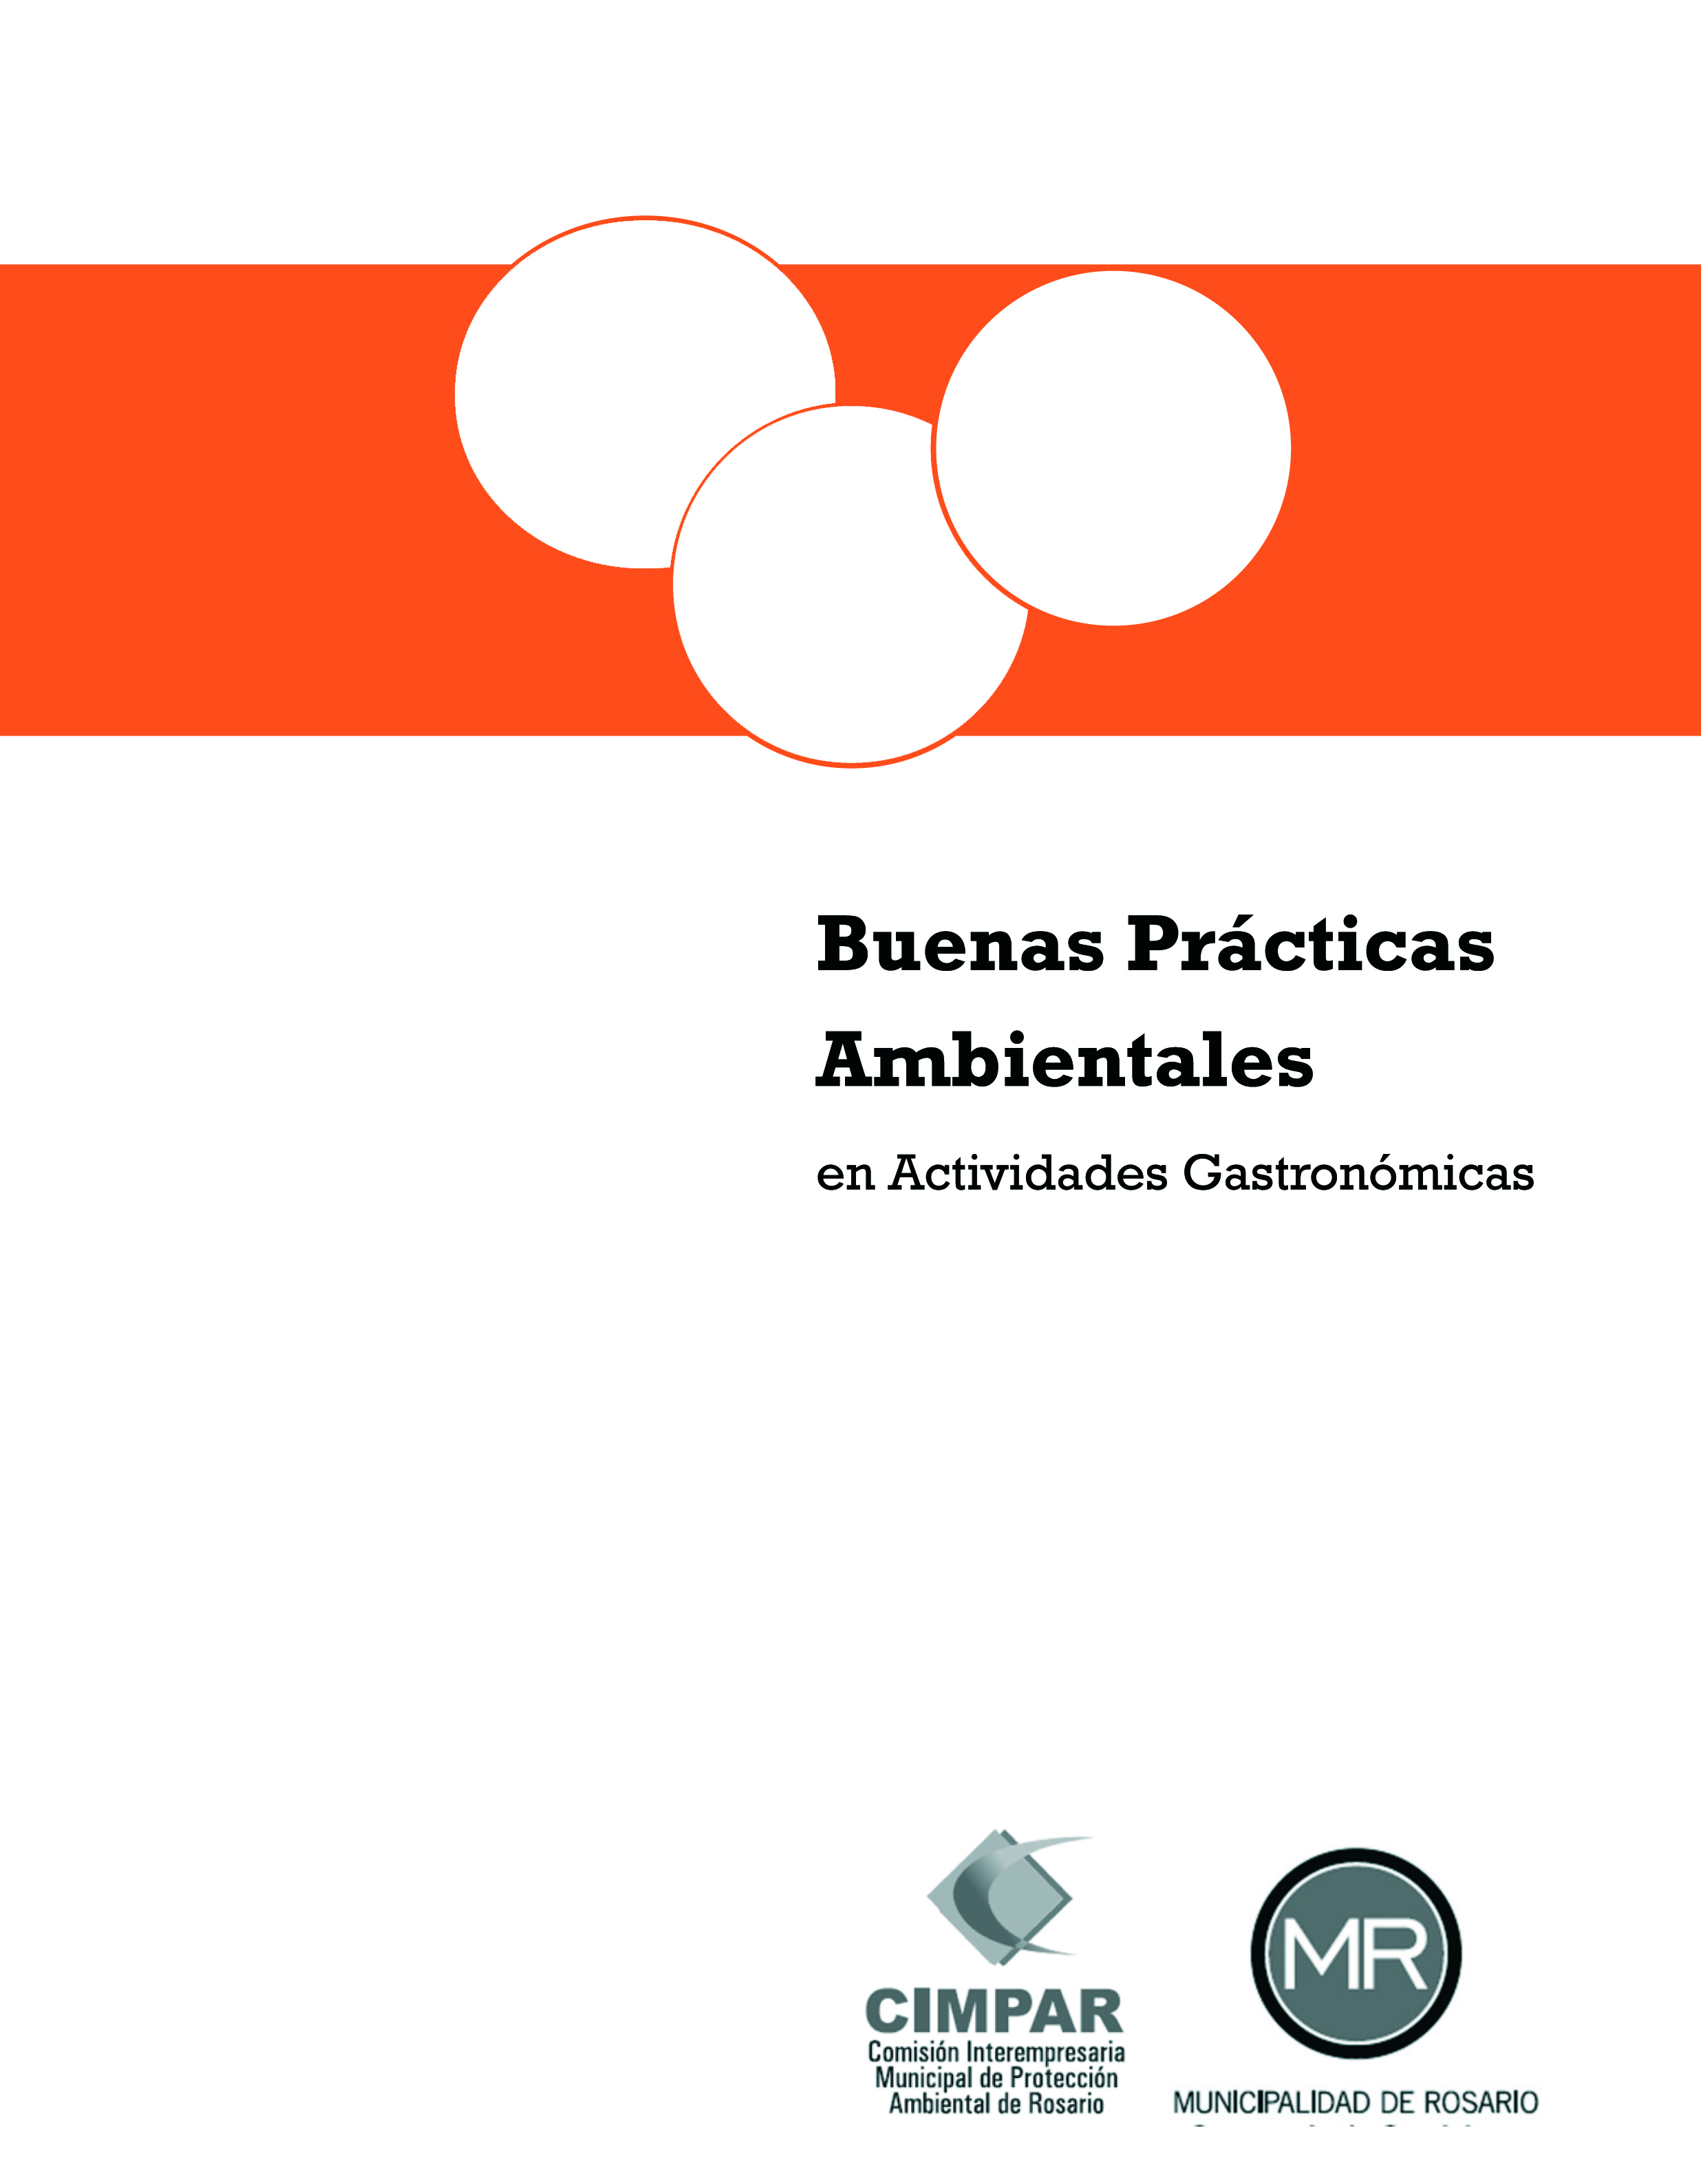 Buenas Prácticas
Ambientales
en Actividades Gastronómicas
CIMPAR
Comisión Interempresaria
Municipal de Protección
Ambiental de Rosario
MR
MUNICIPALIDAD DE ROSARIO